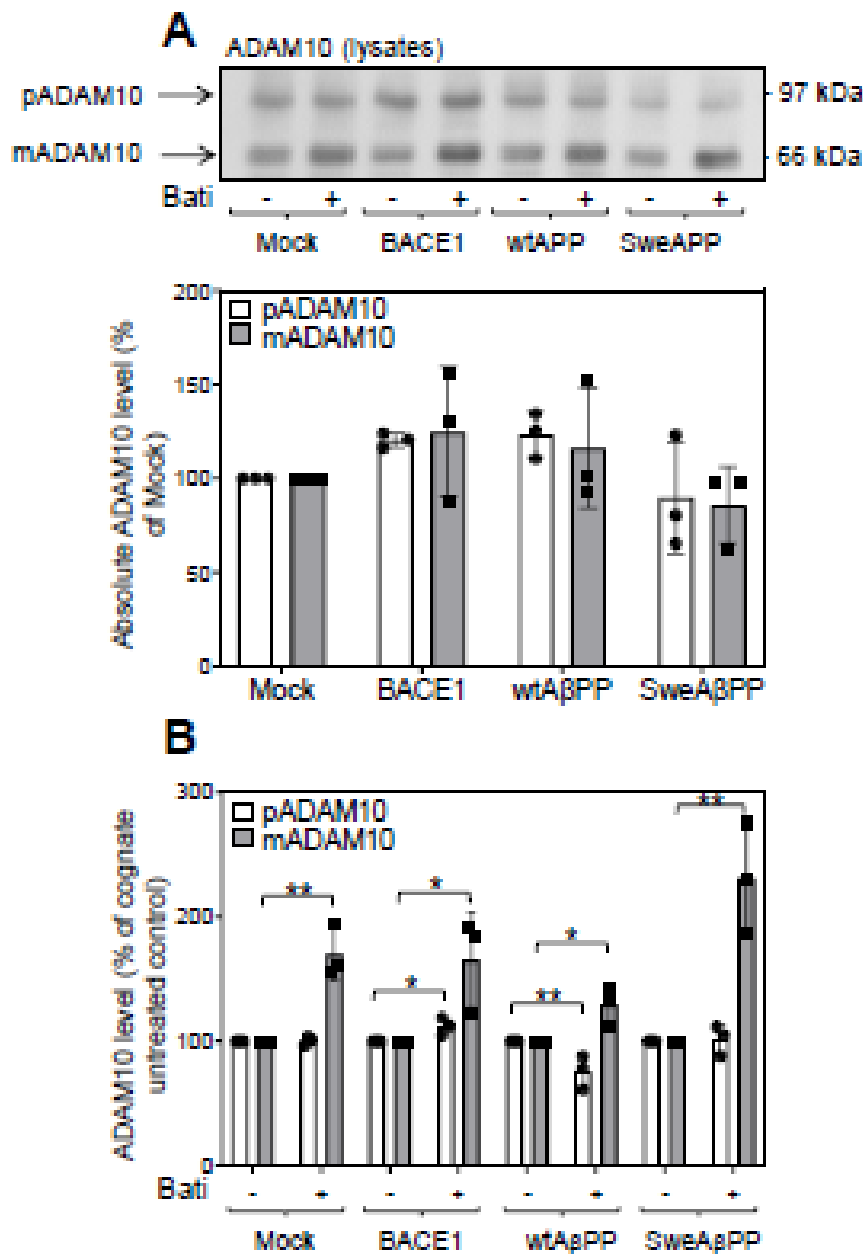 A
ADAM10 (lysates)
pADAM10
97 kDa
mADAM10
66 kDa
Bati - + - + - + - +
Mock BACE1 wtAPP SweAPP
Absolute ADAM10 level (%
of Mock)
200
150
100
50
0
pADAM10
mADAM10
Mock BACE1 wtAβPP SweAβPP
B
ADAM10 level (% of cognate
untreated control)
300
200
100
0
pADAM10
mADAM10
**
*
*
*
**
**
Bati - + - + - + - +
Mock BACE1 wtAβPP SweAβPP